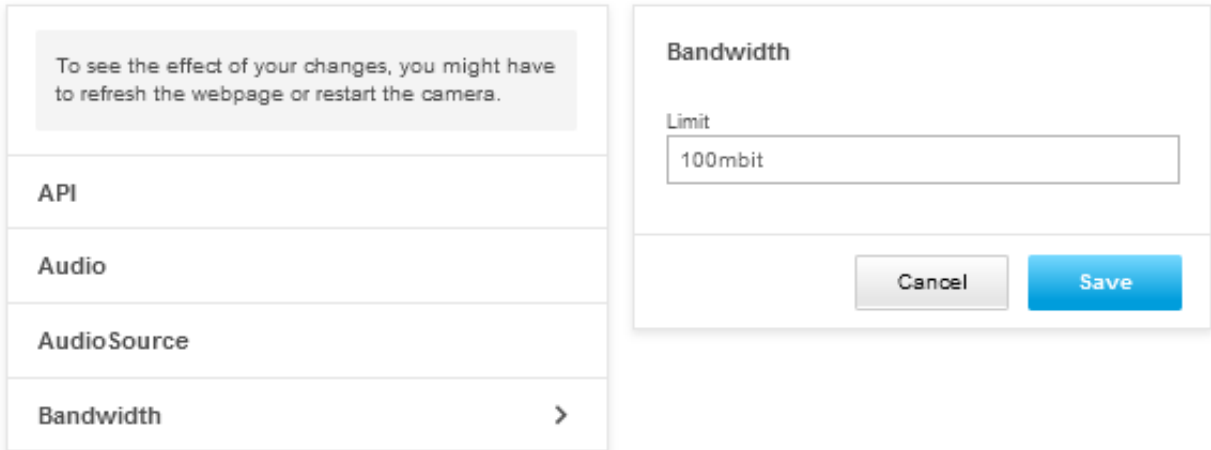 To see the effect of your changes, you might have
to refresh the webpage or restart the camera.
API
Audio
AudioSource
Bandwidth
Bandwidth
Limit
100mbit
Cancel
Save